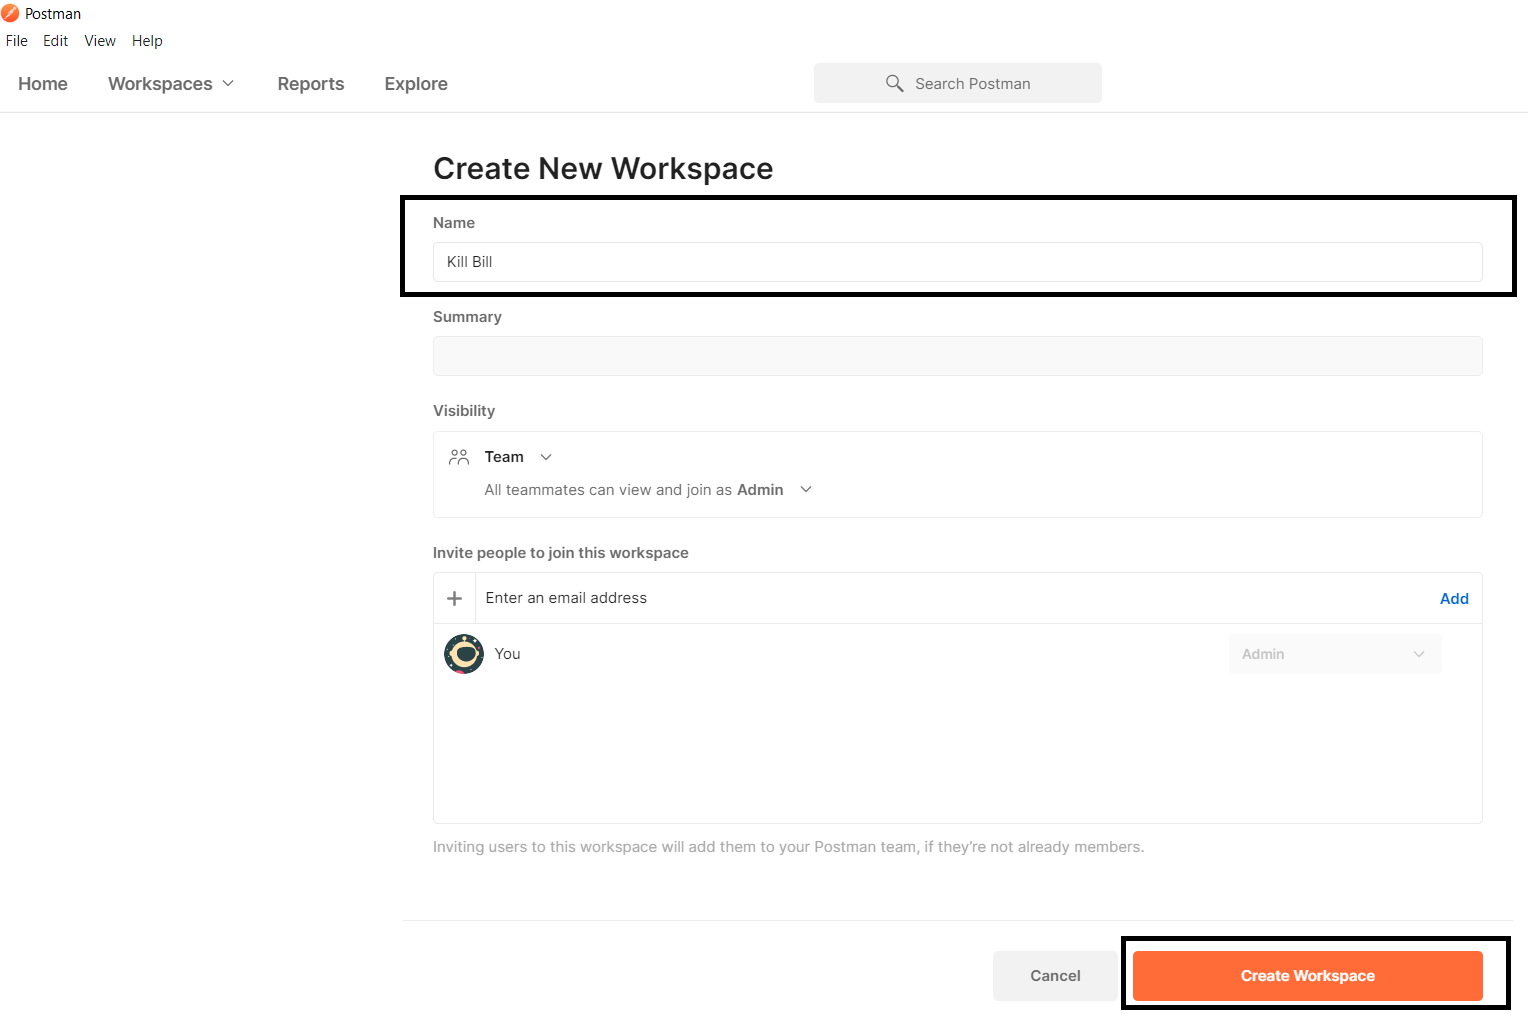 Postman
File Edit View Help
Home Workspaces Reports Explore Search Postman
Create New Workspace
Name
Kill Bill
Summary
Visibility
Team
All teammates can view and join as Admin
Invite people to join this workspace
+ Enter an email address Add
You Admin
Inviting users to this workspace will add them to your Postman team, if they're not already members.
Cancel Create Workspace